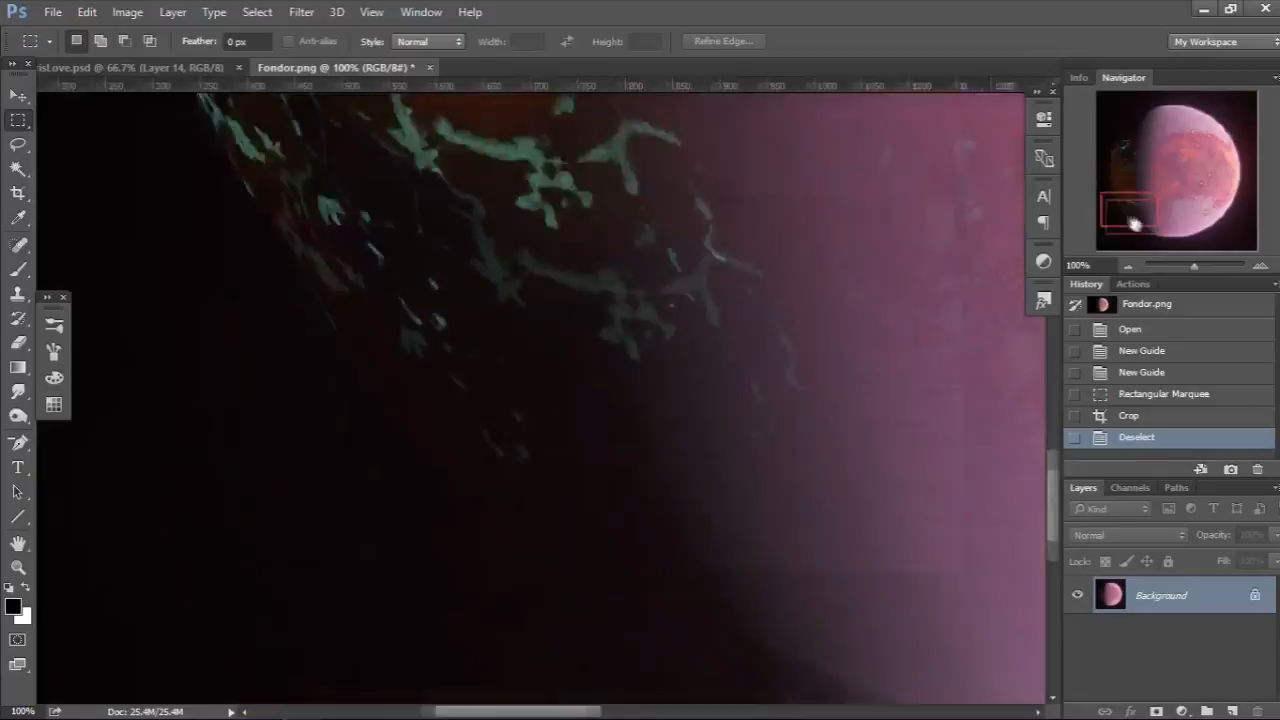 Ps File Edit Image Layer Type Select Filter 3D View Window Help
Feather: 0 px Anti-alias Style: Normal Width: Height: Refine Edge... My Workspace
isLove.psd @ 66.7% (Layer 14, RGB/8) × Fondor.png @ 100% (RGB/8#) * ×
Info Navigator
100%
History Actions
Fondor.png
Open
New Guide
New Guide
Rectangular Marquee
Crop
Deselect
Layers Channels Paths
Kind
Normal Opacity: 100%
Lock: Fill: 100%
Background
100% Doc: 25.4M/25.4M